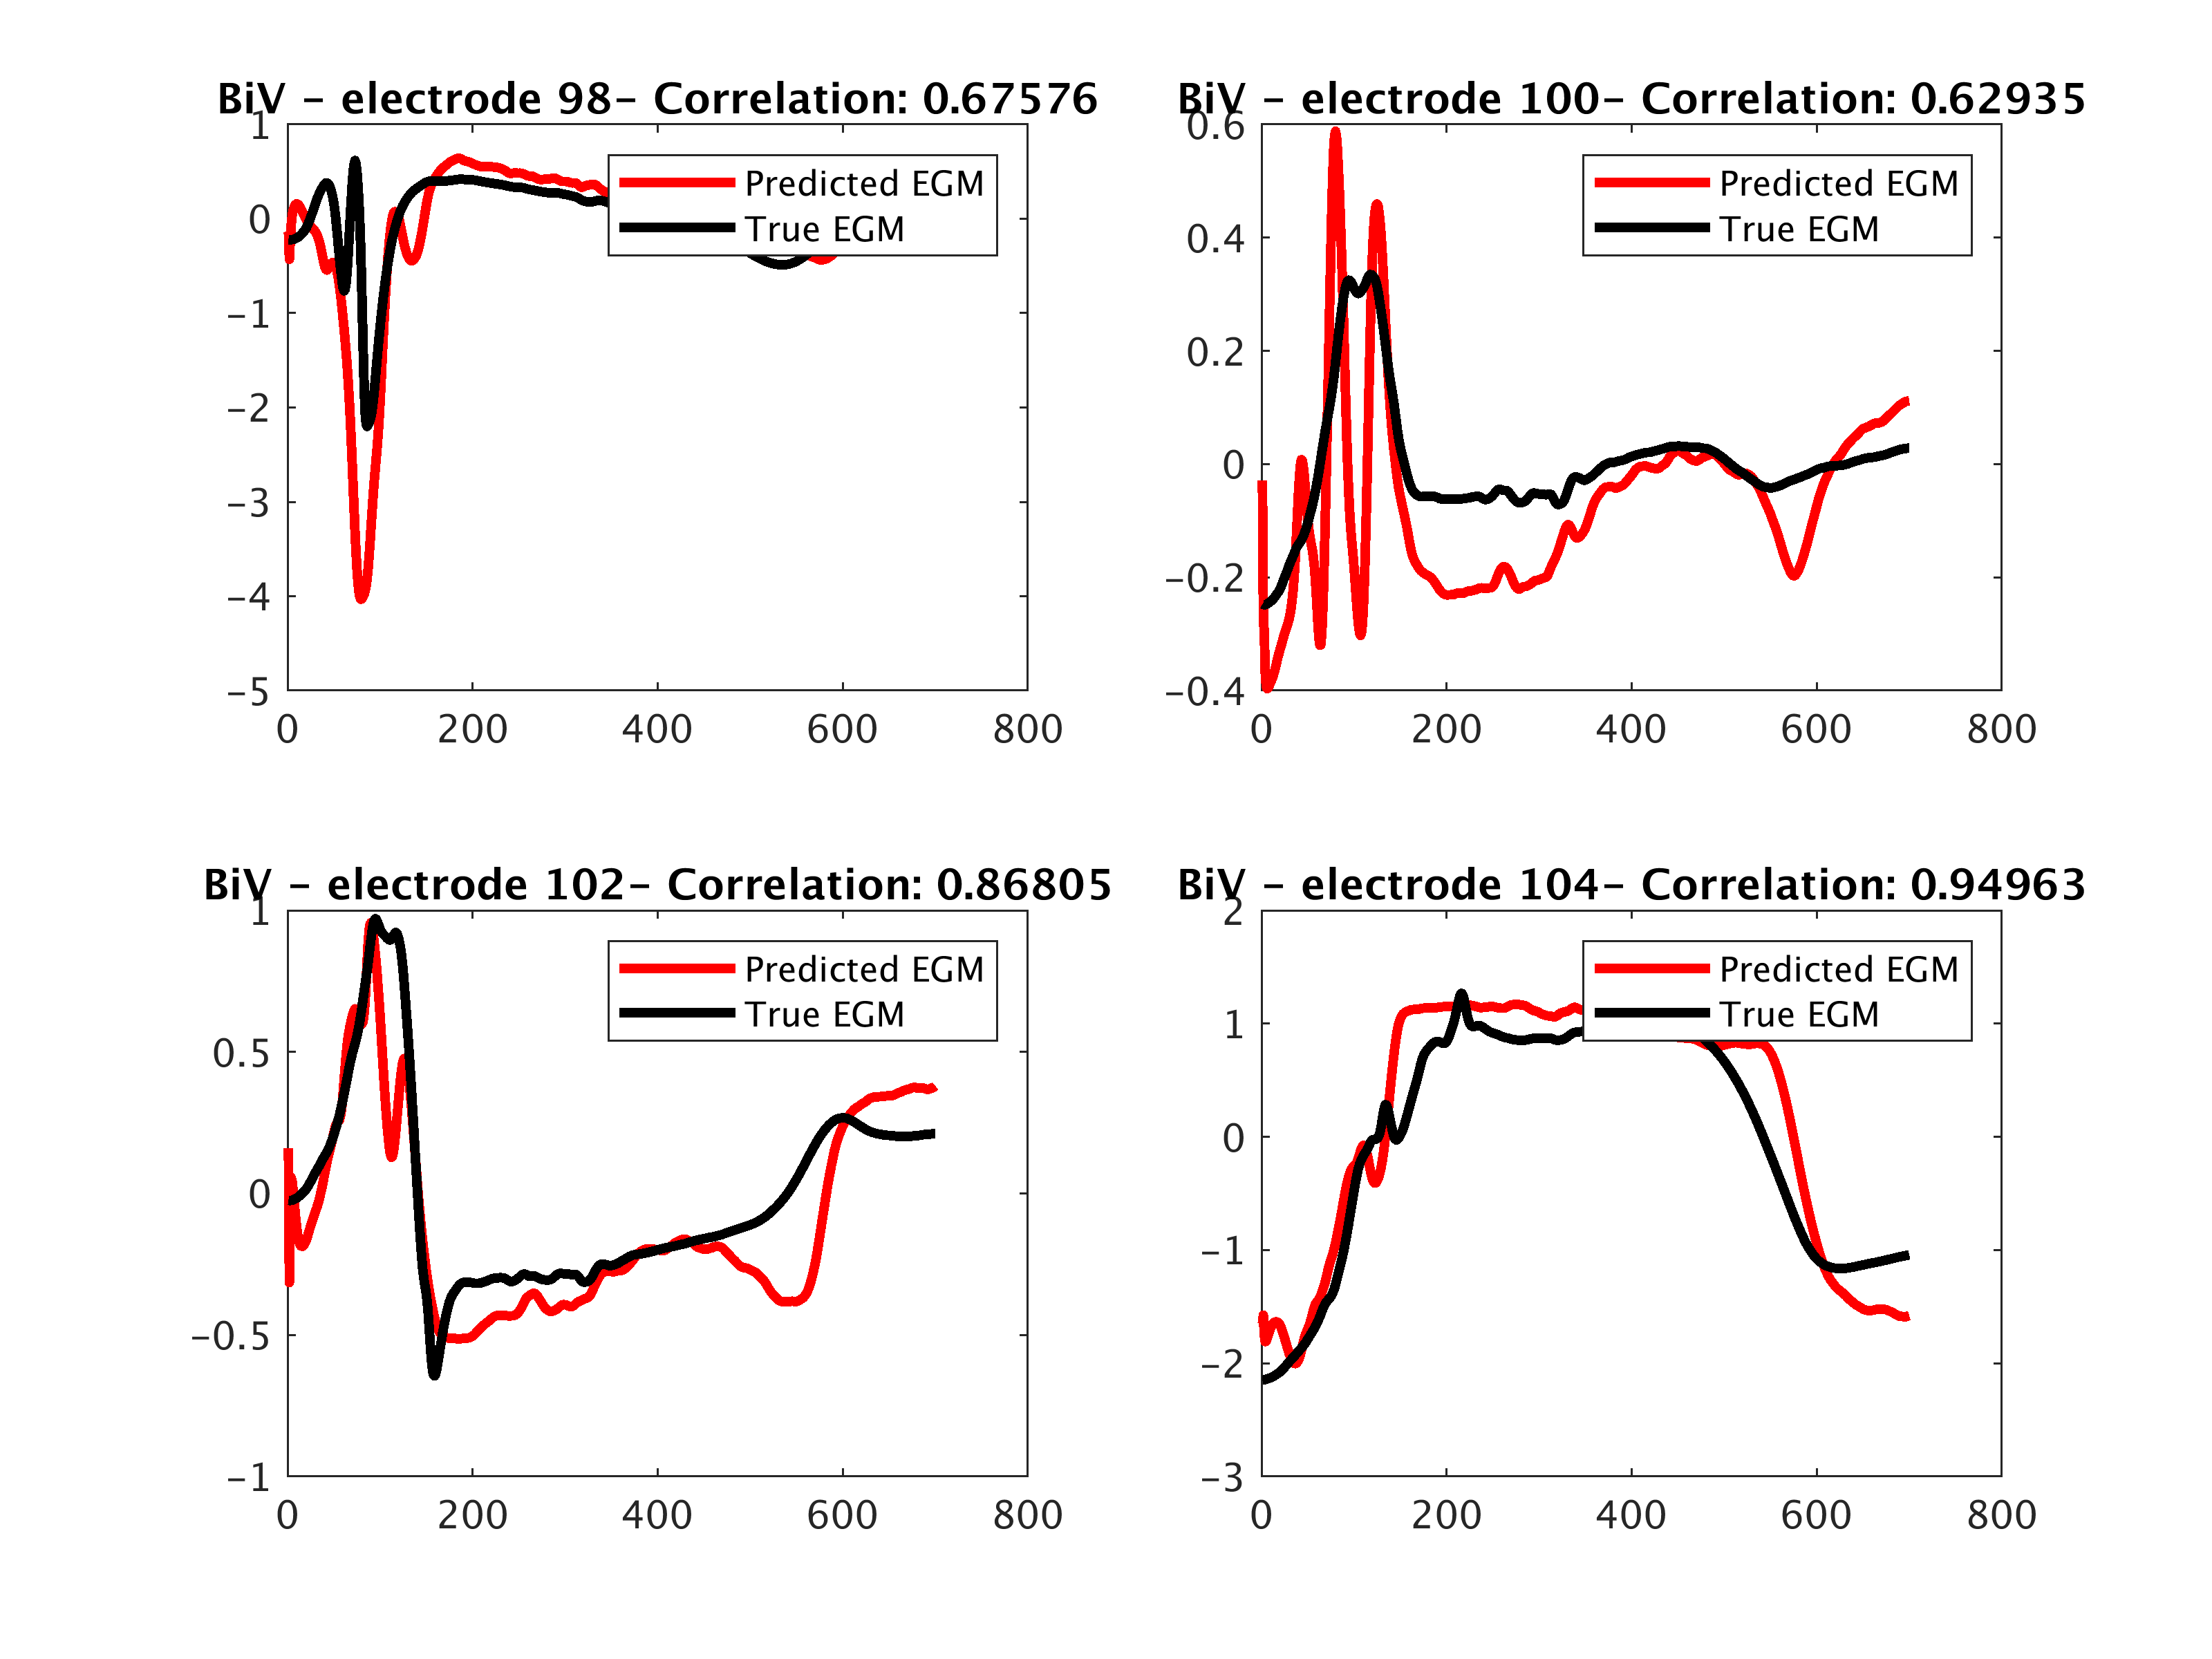 BiV - electrode 98- Correlation: 0.67576
1
0
-1
-2
-3
-4
-5
0 200 400 600 800
Predicted EGM
True EGM
BiV - electrode 100- Correlation: 0.62935
0.6
0.4
0.2
0
-0.2
-0.4
0 200 400 600 800
Predicted EGM
True EGM
BiV - electrode 102- Correlation: 0.86805
1
0.5
0
-0.5
-1
0 200 400 600 800
Predicted EGM
True EGM
BiV - electrode 104- Correlation: 0.94963
2
1
0
-1
-2
-3
0 200 400 600 800
Predicted EGM
True EGM